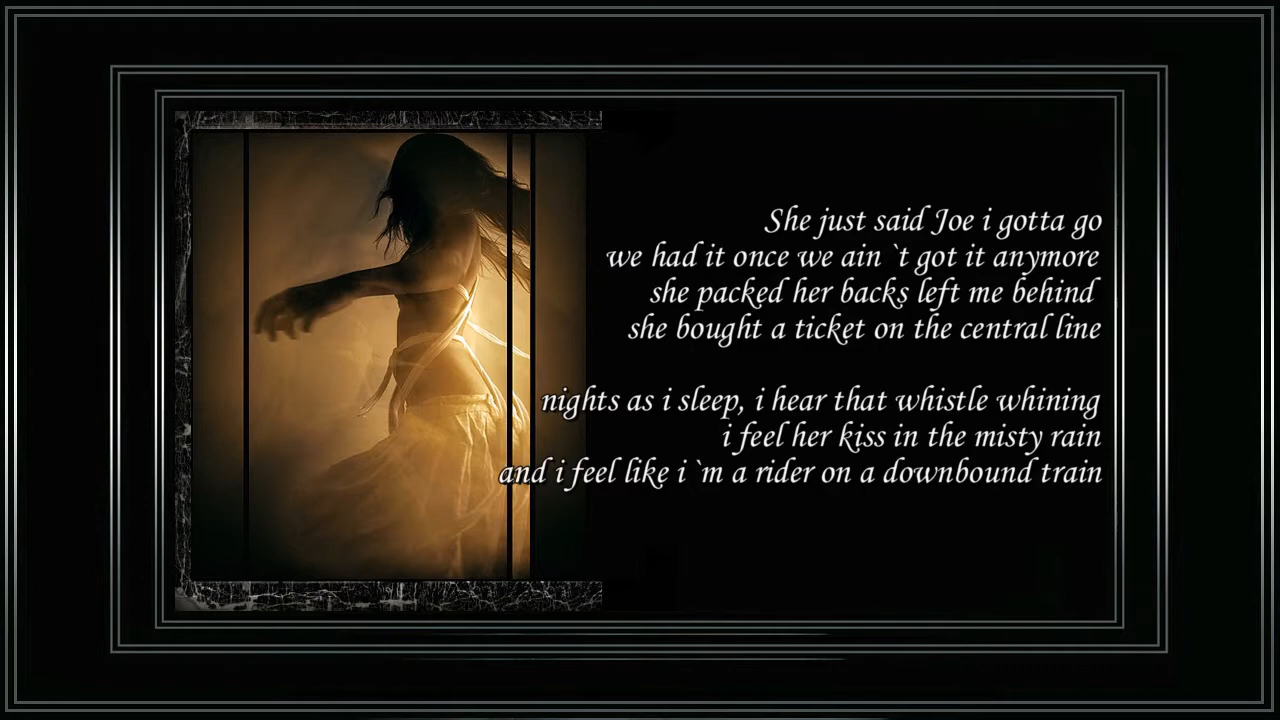 She just said Joe i gotta go
we had it once we ain `t got it anymore
she packed her backs left me behind
she bought a ticket on the central line
nights as i sleep, i hear that whistle whining
i feel her kiss in the misty rain
and i feel like i `m a rider on a downbound train